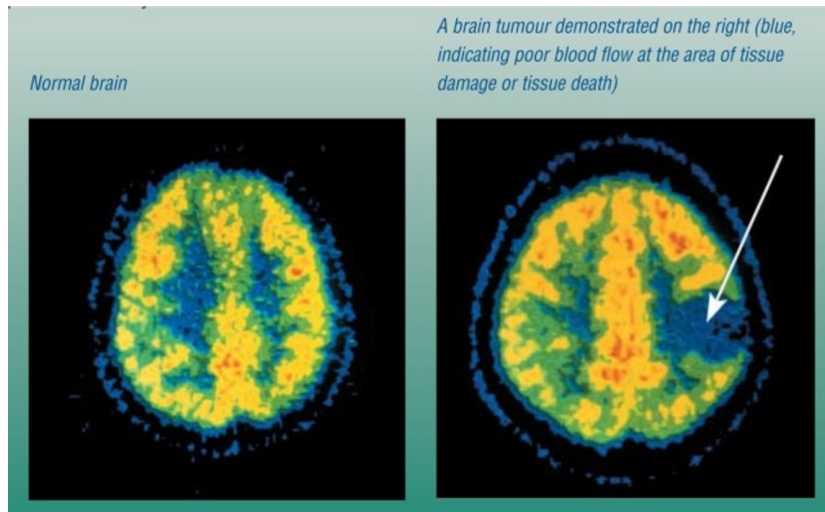 Normal brain
A brain tumour demonstrated on the right (blue,
indicating poor blood flow at the area of tissue
damage or tissue death)